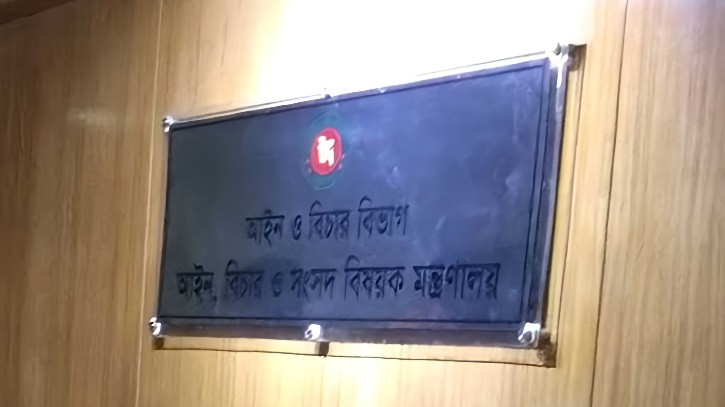 আইন ও বিচার বিভাগ
আইন, বিচার ও সংসদ বিষয়ক মন্ত্রণালয়